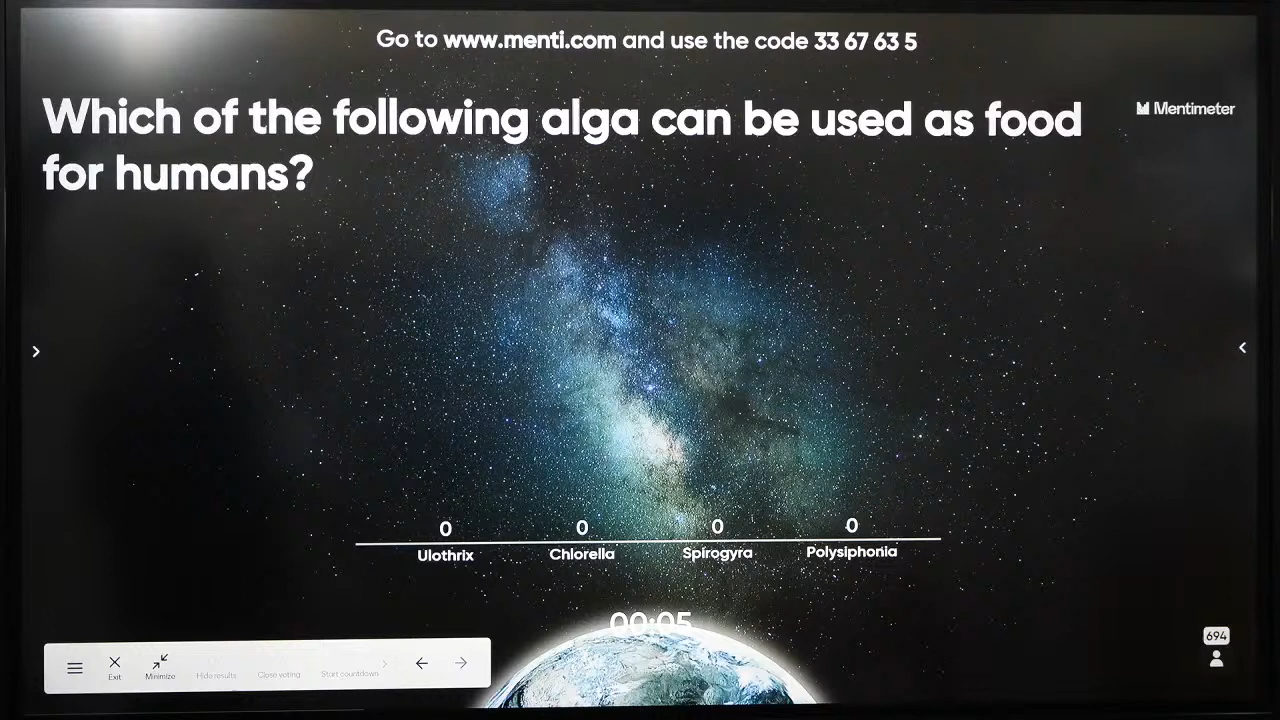 Go to www.menti.com and use the code 33 67 63 5
Which of the following alga can be used as food
for humans?
Mentimeter
0 0 0 0
Ulothrix Chlorella Spirogyra Polysiphonia
00:05
694
Exit Minimize Hide results Close voting Start countdown